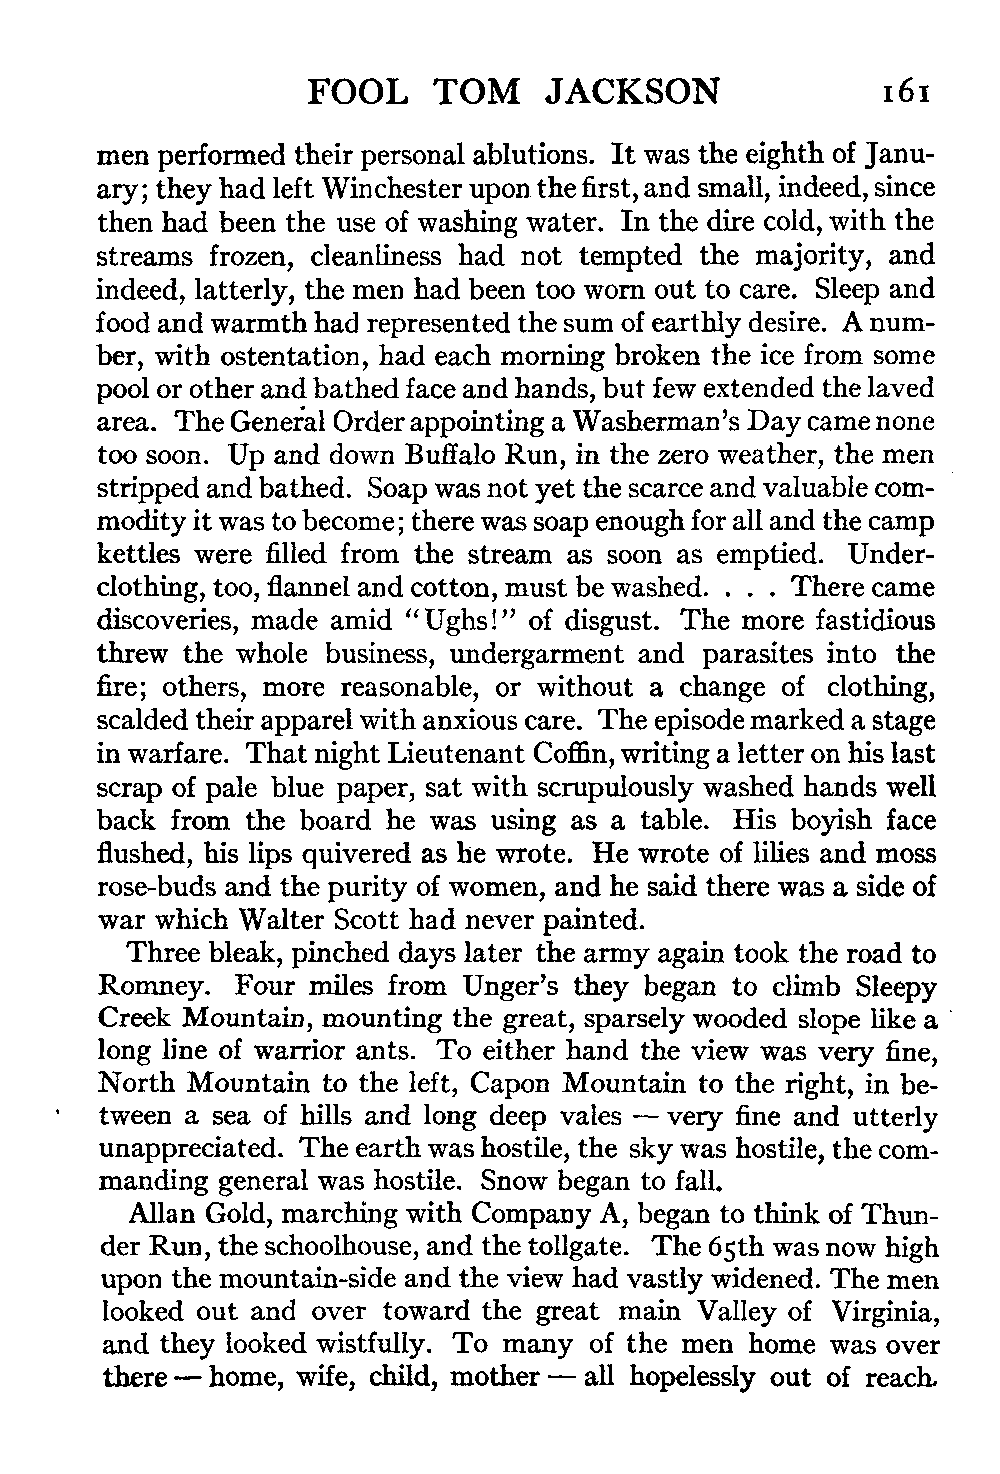 FOOL TOM JACKSON 161
men performed their personal ablutions. It was the eighth of Janu-
ary; they had left Winchester upon the first, and small, indeed, since
then had been the use of washing water. In the dire cold, with the
streams frozen, cleanliness had not tempted the majority, and
indeed, latterly, the men had been too worn out to care. Sleep and
food and warmth had represented the sum of earthly desire. A num-
ber, with ostentation, had each morning broken the ice from some
pool or other and bathed face and hands, but few extended the laved
area. The General Order appointing a Washerman's Day came none
too soon. Up and down Buffalo Run, in the zero weather, the men
stripped and bathed. Soap was not yet the scarce and valuable com-
modity it was to become; there was soap enough for all and the camp
kettles were filled from the stream as soon as emptied. Under-
clothing, too, flannel and cotton, must be washed. . . . There came
discoveries, made amid "Ughs!" of disgust. The more fastidious
threw the whole business, undergarment and parasites into the
fire; others, more reasonable, or without a change of clothing,
scalded their apparel with anxious care. The episode marked a stage
in warfare. That night Lieutenant Coffin, writing a letter on his last
scrap of pale blue paper, sat with scrupulously washed hands well
back from the board he was using as a table. His boyish face
flushed, his lips quivered as he wrote. He wrote of lilies and moss
rose-buds and the purity of women, and he said there was a side of
war which Walter Scott had never painted.
Three bleak, pinched days later the army again took the road to
Romney. Four miles from Unger's they began to climb Sleepy
Creek Mountain, mounting the great, sparsely wooded slope like a
long line of warrior ants. To either hand the view was very fine,
North Mountain to the left, Capon Mountain to the right, in be-
tween a sea of hills and long deep vales — very fine and utterly
unappreciated. The earth was hostile, the sky was hostile, the com-
manding general was hostile. Snow began to fall.
Allan Gold, marching with Company A, began to think of Thun-
der Run, the schoolhouse, and the tollgate. The 65th was now high
upon the mountain-side and the view had vastly widened. The men
looked out and over toward the great main Valley of Virginia,
and they looked wistfully. To many of the men home was over
there — home, wife, child, mother — all hopelessly out of reach.